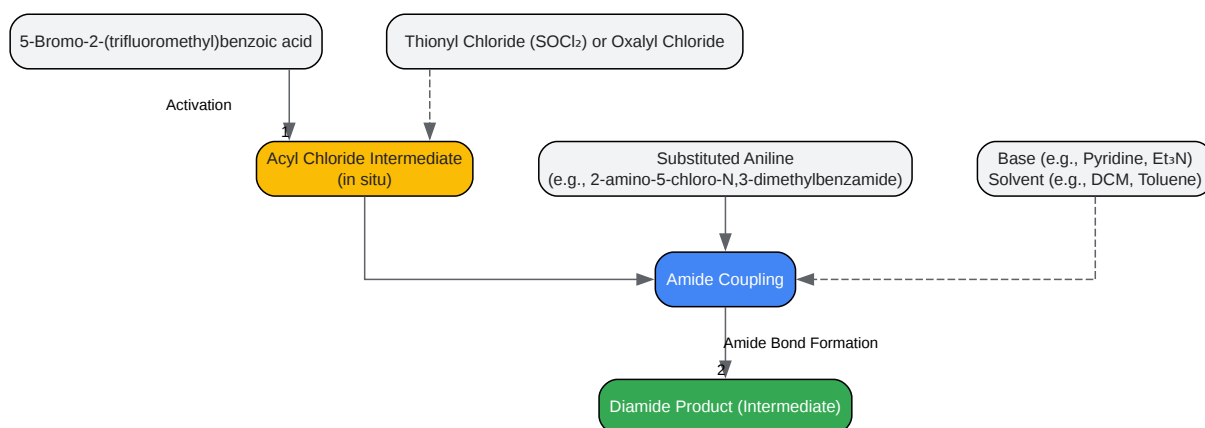 5-Bromo-2-(trifluoromethyl)benzoic acid
Thionyl Chloride (SOCl₂) or Oxalyl Chloride
Activation
1
Acyl Chloride Intermediate
(in situ)
Substituted Aniline
(e.g., 2-amino-5-chloro-N,3-dimethylbenzamide)
Base (e.g., Pyridine, Et₃N)
Solvent (e.g., DCM, Toluene)
Amide Coupling
Amide Bond Formation
2
Diamide Product (Intermediate)